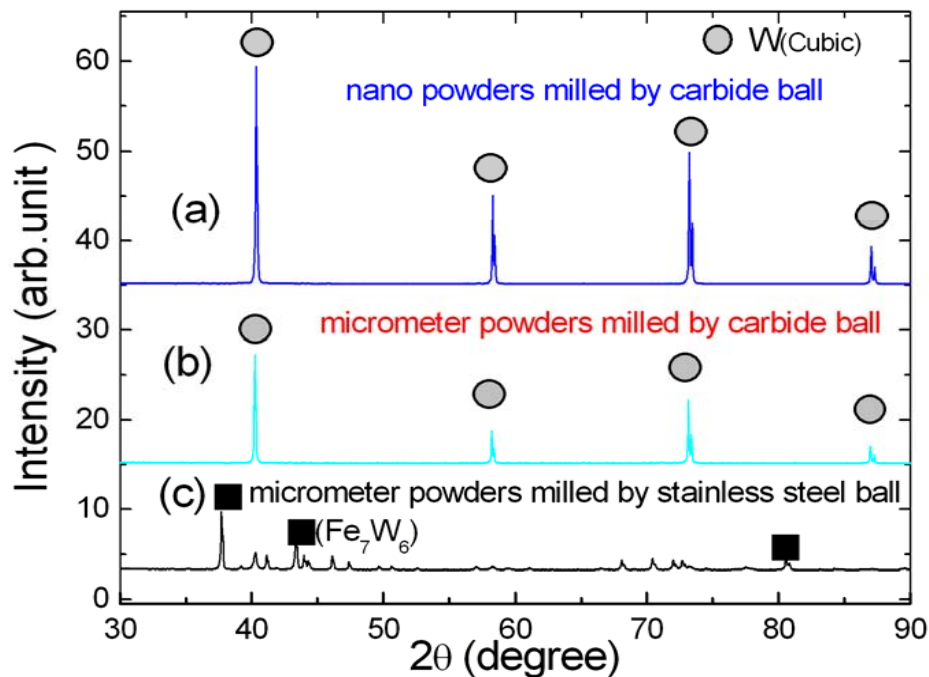 W(Cubic)
60
nano powders milled by carbide ball
50
(a)
40
30
micrometer powders milled by carbide ball
(b)
20
(c)
micrometer powders milled by stainless steel ball
10
(Fe₇W₆)
0
30 40 50 60 70 80 90
2θ (degree)
Intensity (arb.unit )